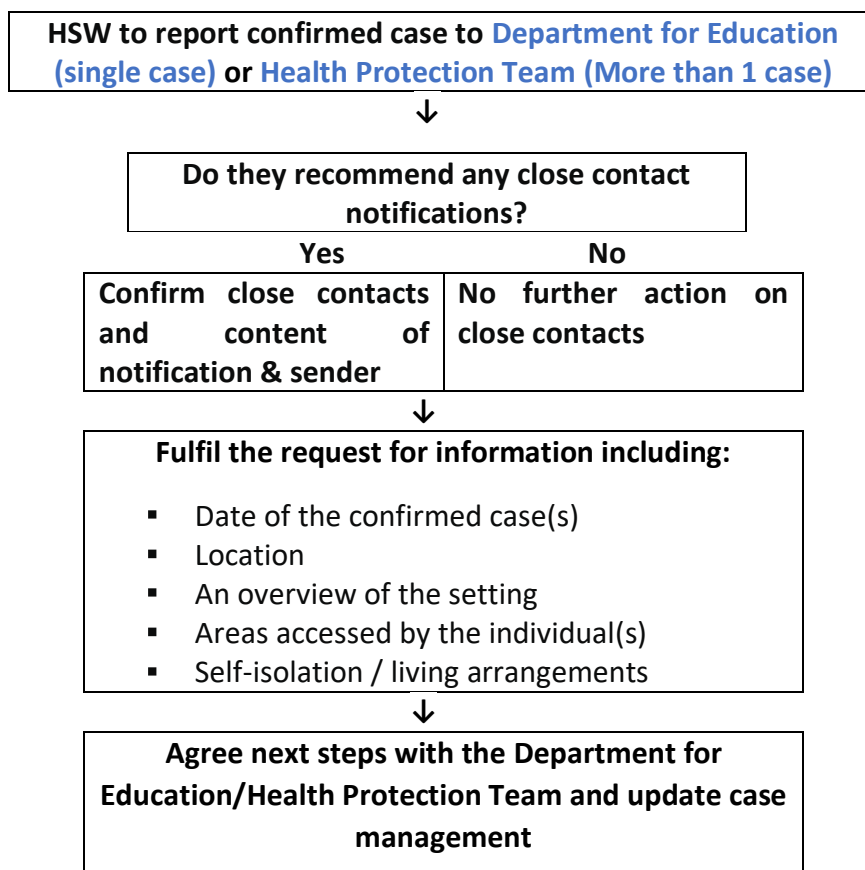 HSW to report confirmed case to Department for Education
(single case) or Health Protection Team (More than 1 case)
↓
Do they recommend any close contact
notifications?
Yes No
Confirm close contacts
and content of
notification & sender
No further action on
close contacts
↓
Fulfil the request for information including:
▪ Date of the confirmed case(s)
▪ Location
▪ An overview of the setting
▪ Areas accessed by the individual(s)
▪ Self-isolation / living arrangements
↓
Agree next steps with the Department for
Education/Health Protection Team and update case
management